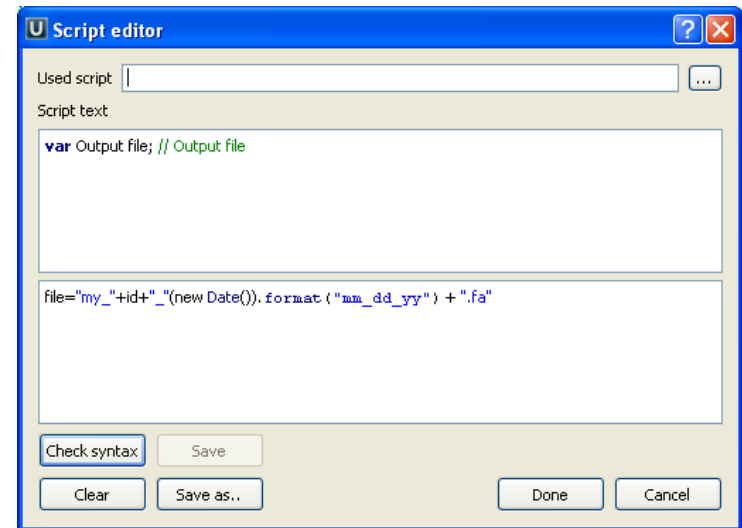 U Script editor
Used script ...
Script text
var Output file; // Output file
file="my_"+id+"_"(new Date()). format ("mm_dd_yy") + ".fa"
Check syntax Save
Clear Save as.. Done Cancel